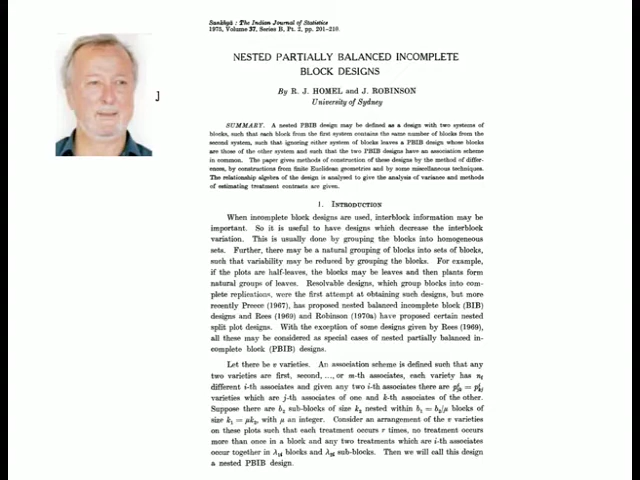 Sankhyā : The Indian Journal of Statistics
1975, Volume 37, Series B, Pt. 2, pp. 201-210.
NESTED PARTIALLY BALANCED INCOMPLETE
BLOCK DESIGNS
By R. J. HOMEL and J. ROBINSON
University of Sydney
J
SUMMARY. A nested PBIB design may be defined as a design with two systems of
blocks, such that each block from the first system contains the same number of blocks from the
second system, such that ignoring either system of blocks leaves a PBIB design whose blocks
are those of the other system and such that the two PBIB designs have an association scheme
in common. The paper gives methods of construction of these designs by the method of differ-
ences, by constructions from finite Euclidean geometries and by some miscellaneous techniques.
The relationship algebra of the design is analysed to give the analysis of variance and methods
of estimating treatment contrasts are given.
1. INTRODUCTION
When incomplete block designs are used, interblock information may be
important. So it is useful to have designs which decrease the interblock
variation. This is usually done by grouping the blocks into homogeneous
sets. Further, there may be a natural grouping of blocks into sets of blocks,
such that variability may be reduced by grouping the blocks. For example,
if the plots are half-leaves, the blocks may be leaves and then plants form
natural groups of leaves. Resolvable designs, which group blocks into com-
plete replications, were the first attempt at obtaining such designs, but more
recently Preece (1967), has proposed nested balanced incomplete block (BIB)
designs and Rees (1969) and Robinson (1970a) have proposed certain nested
split plot designs. With the exception of some designs given by Rees (1969),
all these may be considered as special cases of nested partially balanced in-
complete block (PBIB) designs.
Let there be v varieties. An association scheme is defined such that any
two varieties are first, second, ..., or m-th associates, each variety has nᵢ
different i-th associates and given any two i-th associates there are pⁱⱼₖ = pⁱₖⱼ
varieties which are j-th associates of one and k-th associates of the other.
Suppose there are b₂ sub-blocks of size k₂ nested within b₁ = b₂/μ blocks of
size k₁ = μk₂, with μ an integer. Consider an arrangement of the v varieties
on these plots such that each treatment occurs r times, no treatment occurs
more than once in a block and any two treatments which are i-th associates
occur together in λ₁ᵢ blocks and λ₂ᵢ sub-blocks. Then we will call this design
a nested PBIB design.